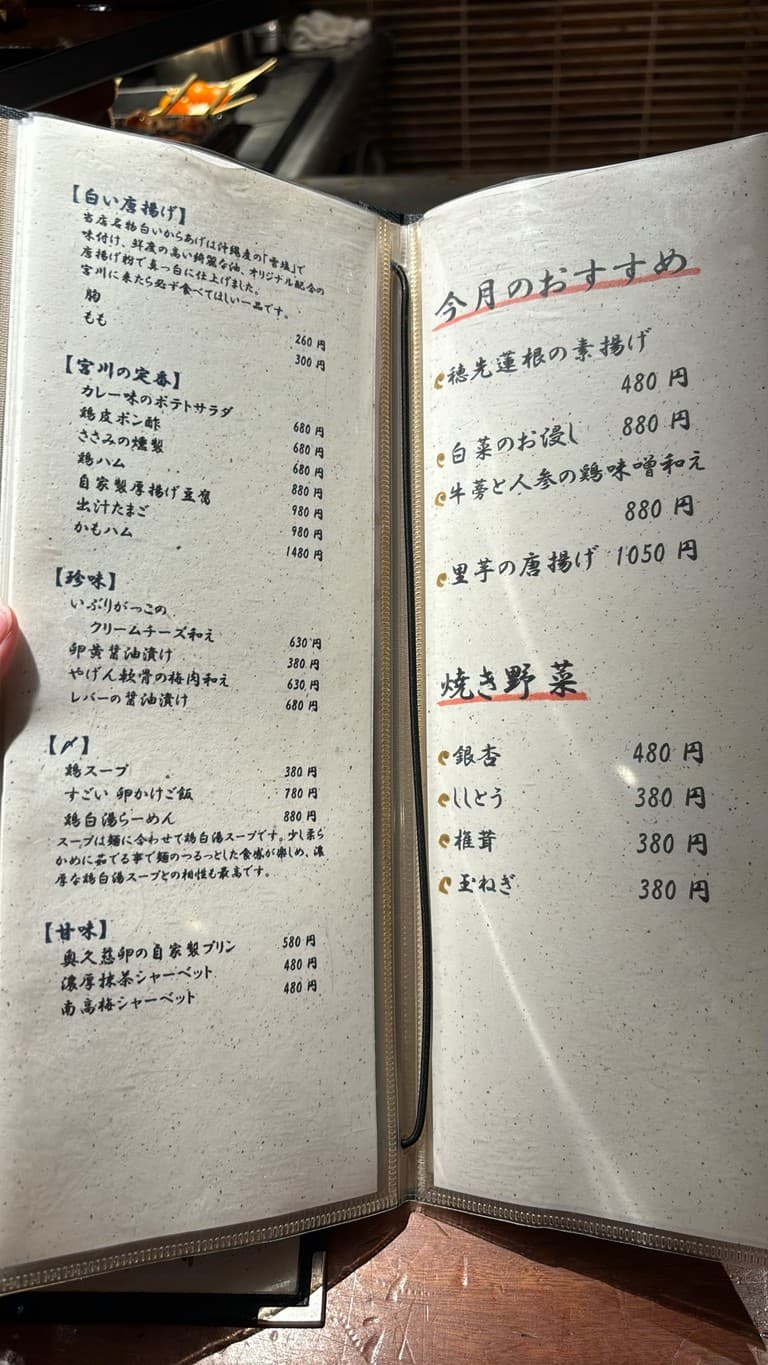 【白い唐揚げ】
当店名物白いからあげは沖縄産の「雪塩」で
味付け、鮮度の高い綺麗な油、オリジナル配合の
唐揚げ粉で真っ白に仕上げました。
宮川に来たら必ず食べてほしい一品です。
胸 260円
もも 300円
【宮川の定番】
カレー味のポテトサラダ 680円
鶏皮ポン酢 680円
ささみの燻製 680円
鶏ハム 880円
自家製厚揚げ豆腐 980円
出汁たまご 980円
かもハム 1480円
【珍味】
いぶりがっこの
クリームチーズ和え 630円
卵黄醤油漬け 380円
やげん軟骨の梅肉和え 630円
レバーの醤油漬け 680円
【〆】
鶏スープ 380円
すごい 卵かけご飯 780円
鶏白湯らーめん 880円
スープは麺に合わせて鶏白湯スープです。少し柔ら
かめに茹でる事で麺のつるっとした食感が楽しめ、濃
厚な鶏白湯スープとの相性も最高です。
【甘味】
奥久慈卵の自家製プリン 580円
濃厚抹茶シャーベット 480円
南高梅シャーベット 480円
今月のおすすめ
穂先蓮根の素揚げ
480円
白菜のお浸し 880円
牛蒡と人参の鶏味噌和え
880円
里芋の唐揚げ 1050円
焼き野菜
銀杏 480円
ししとう 380円
椎茸 380円
玉ねぎ 380円